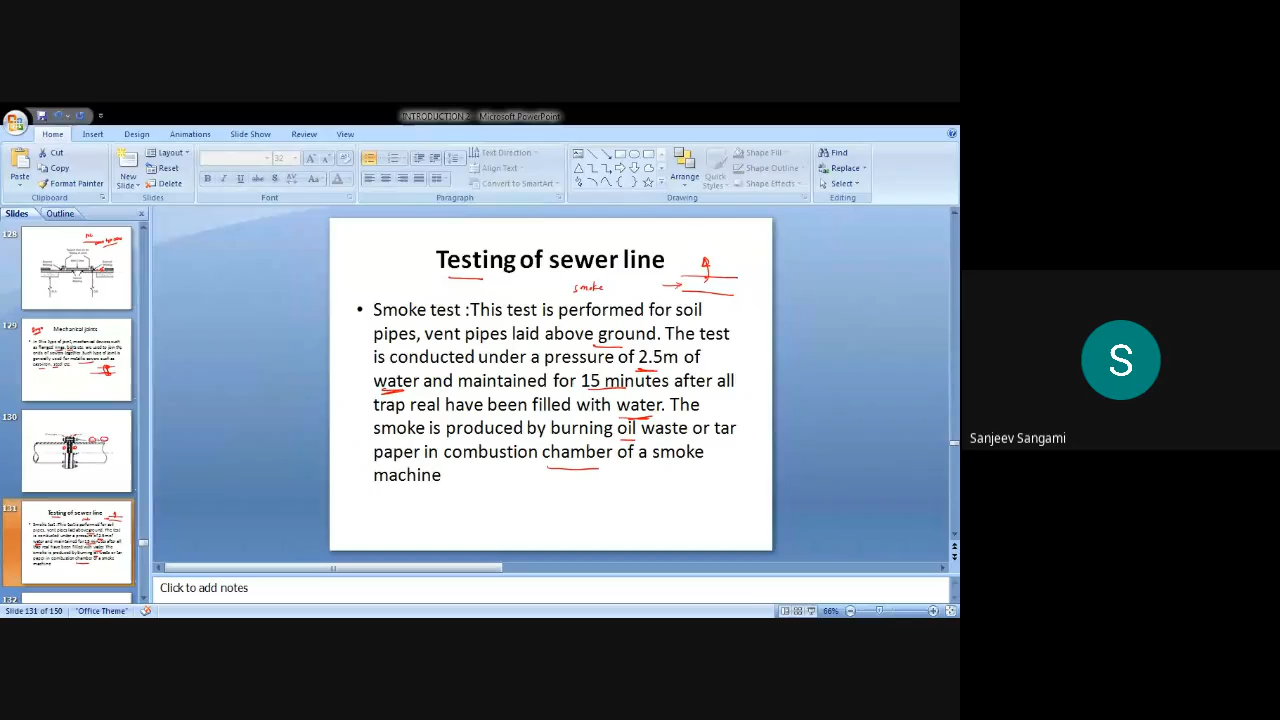 INTRODUCTION 2 - Microsoft PowerPoint
Home Insert Design Animations Slide Show Review View
Cut
Copy
Format Painter
Paste
Clipboard
New
Slide
Layout
Reset
Delete
Slides
32
Font
Text Direction
Align Text
Convert to SmartArt
Paragraph
Arrange
Quick
Styles
Shape Fill
Shape Outline
Shape Effects
Drawing
Find
Replace
Select
Editing
Slides Outline
128
129
Mechanical joints
130
131
Testing of sewer line
132
Testing of sewer line
smoke
• Smoke test :This test is performed for soil
pipes, vent pipes laid above ground. The test
is conducted under a pressure of 2.5m of
water and maintained for 15 minutes after all
trap real have been filled with water. The
smoke is produced by burning oil waste or tar
paper in combustion chamber of a smoke
machine
Click to add notes
Slide 131 of 150 "Office Theme" 66%
S
Sanjeev Sangami